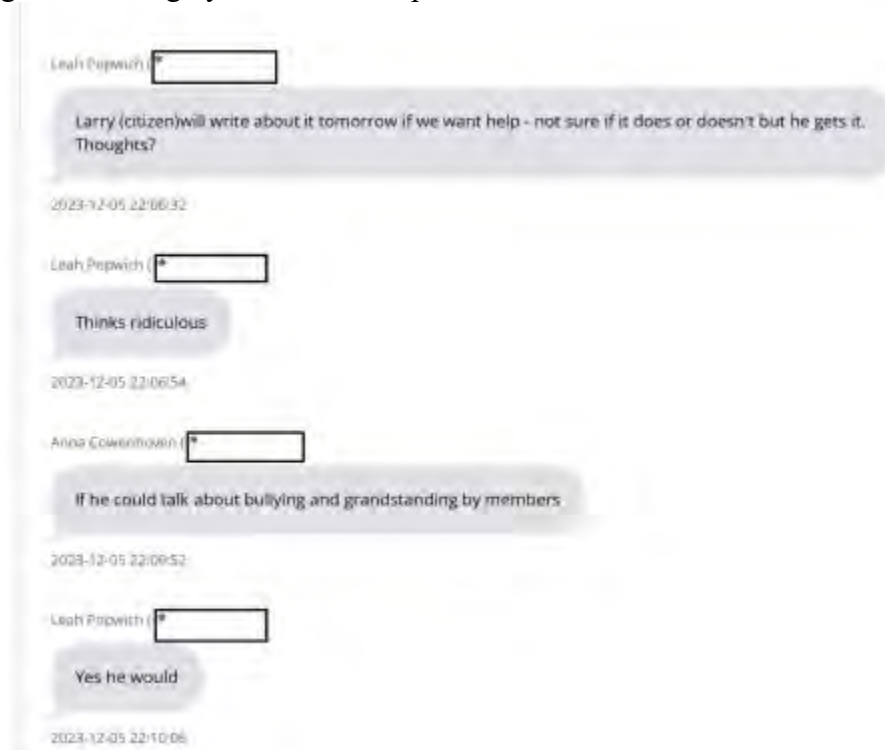 Leah Popwich (*
Larry (citizen)will write about it tomorrow if we want help - not sure if it does or doesn't but he gets it.
Thoughts?
2023-12-05 22:06:32
Leah Popwich (*
Thinks ridiculous
2023-12-05 22:06:54
Anna Cowenhoven (*
If he could talk about bullying and grandstanding by members
2023-12-05 22:09:52
Leah Popwich (*
Yes he would
2023-12-05 22:10:06